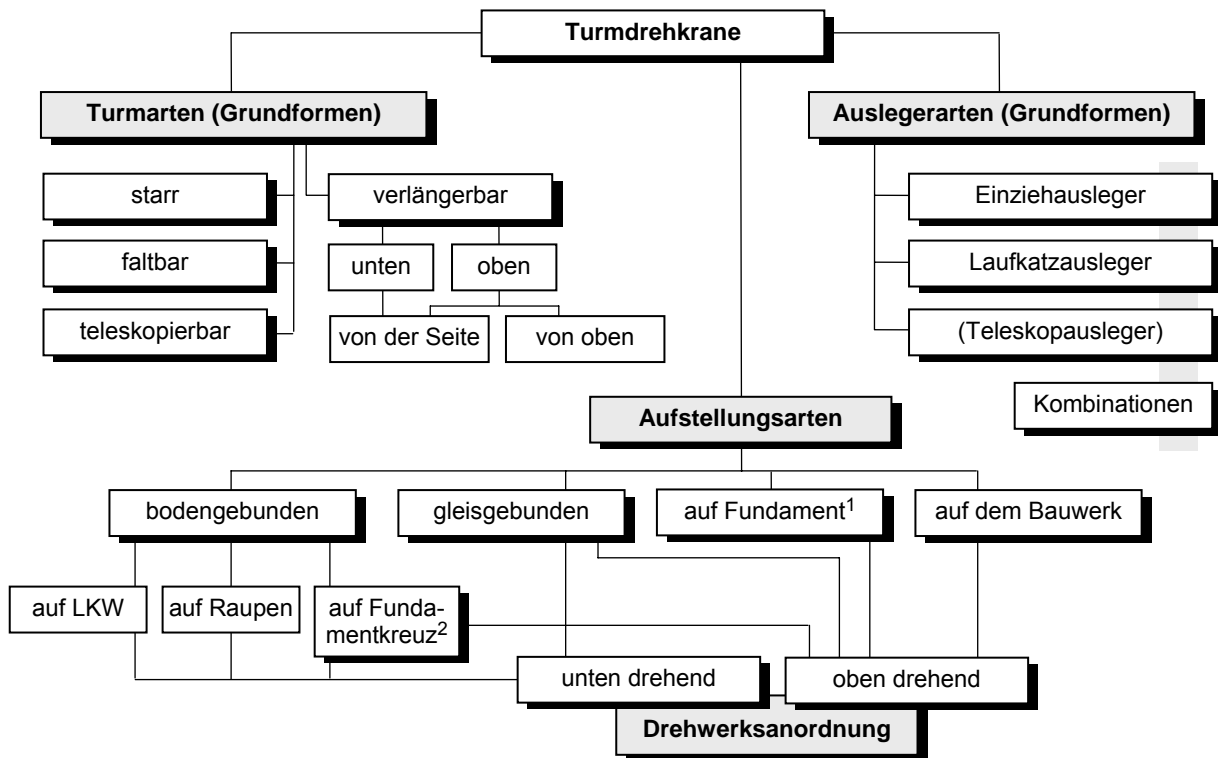 Turmdrehkrane
Turmarten (Grundformen)
Auslegerarten (Grundformen)
starr
verlängerbar
Einziehausleger
faltbar
unten
oben
Laufkatzausleger
teleskopierbar
von der Seite
von oben
(Teleskopausleger)
Kombinationen
Aufstellungsarten
bodengebunden
gleisgebunden
auf Fundament¹
auf dem Bauwerk
auf LKW
auf Raupen
auf Funda-
mentkreuz²
unten drehend
oben drehend
Drehwerksanordnung